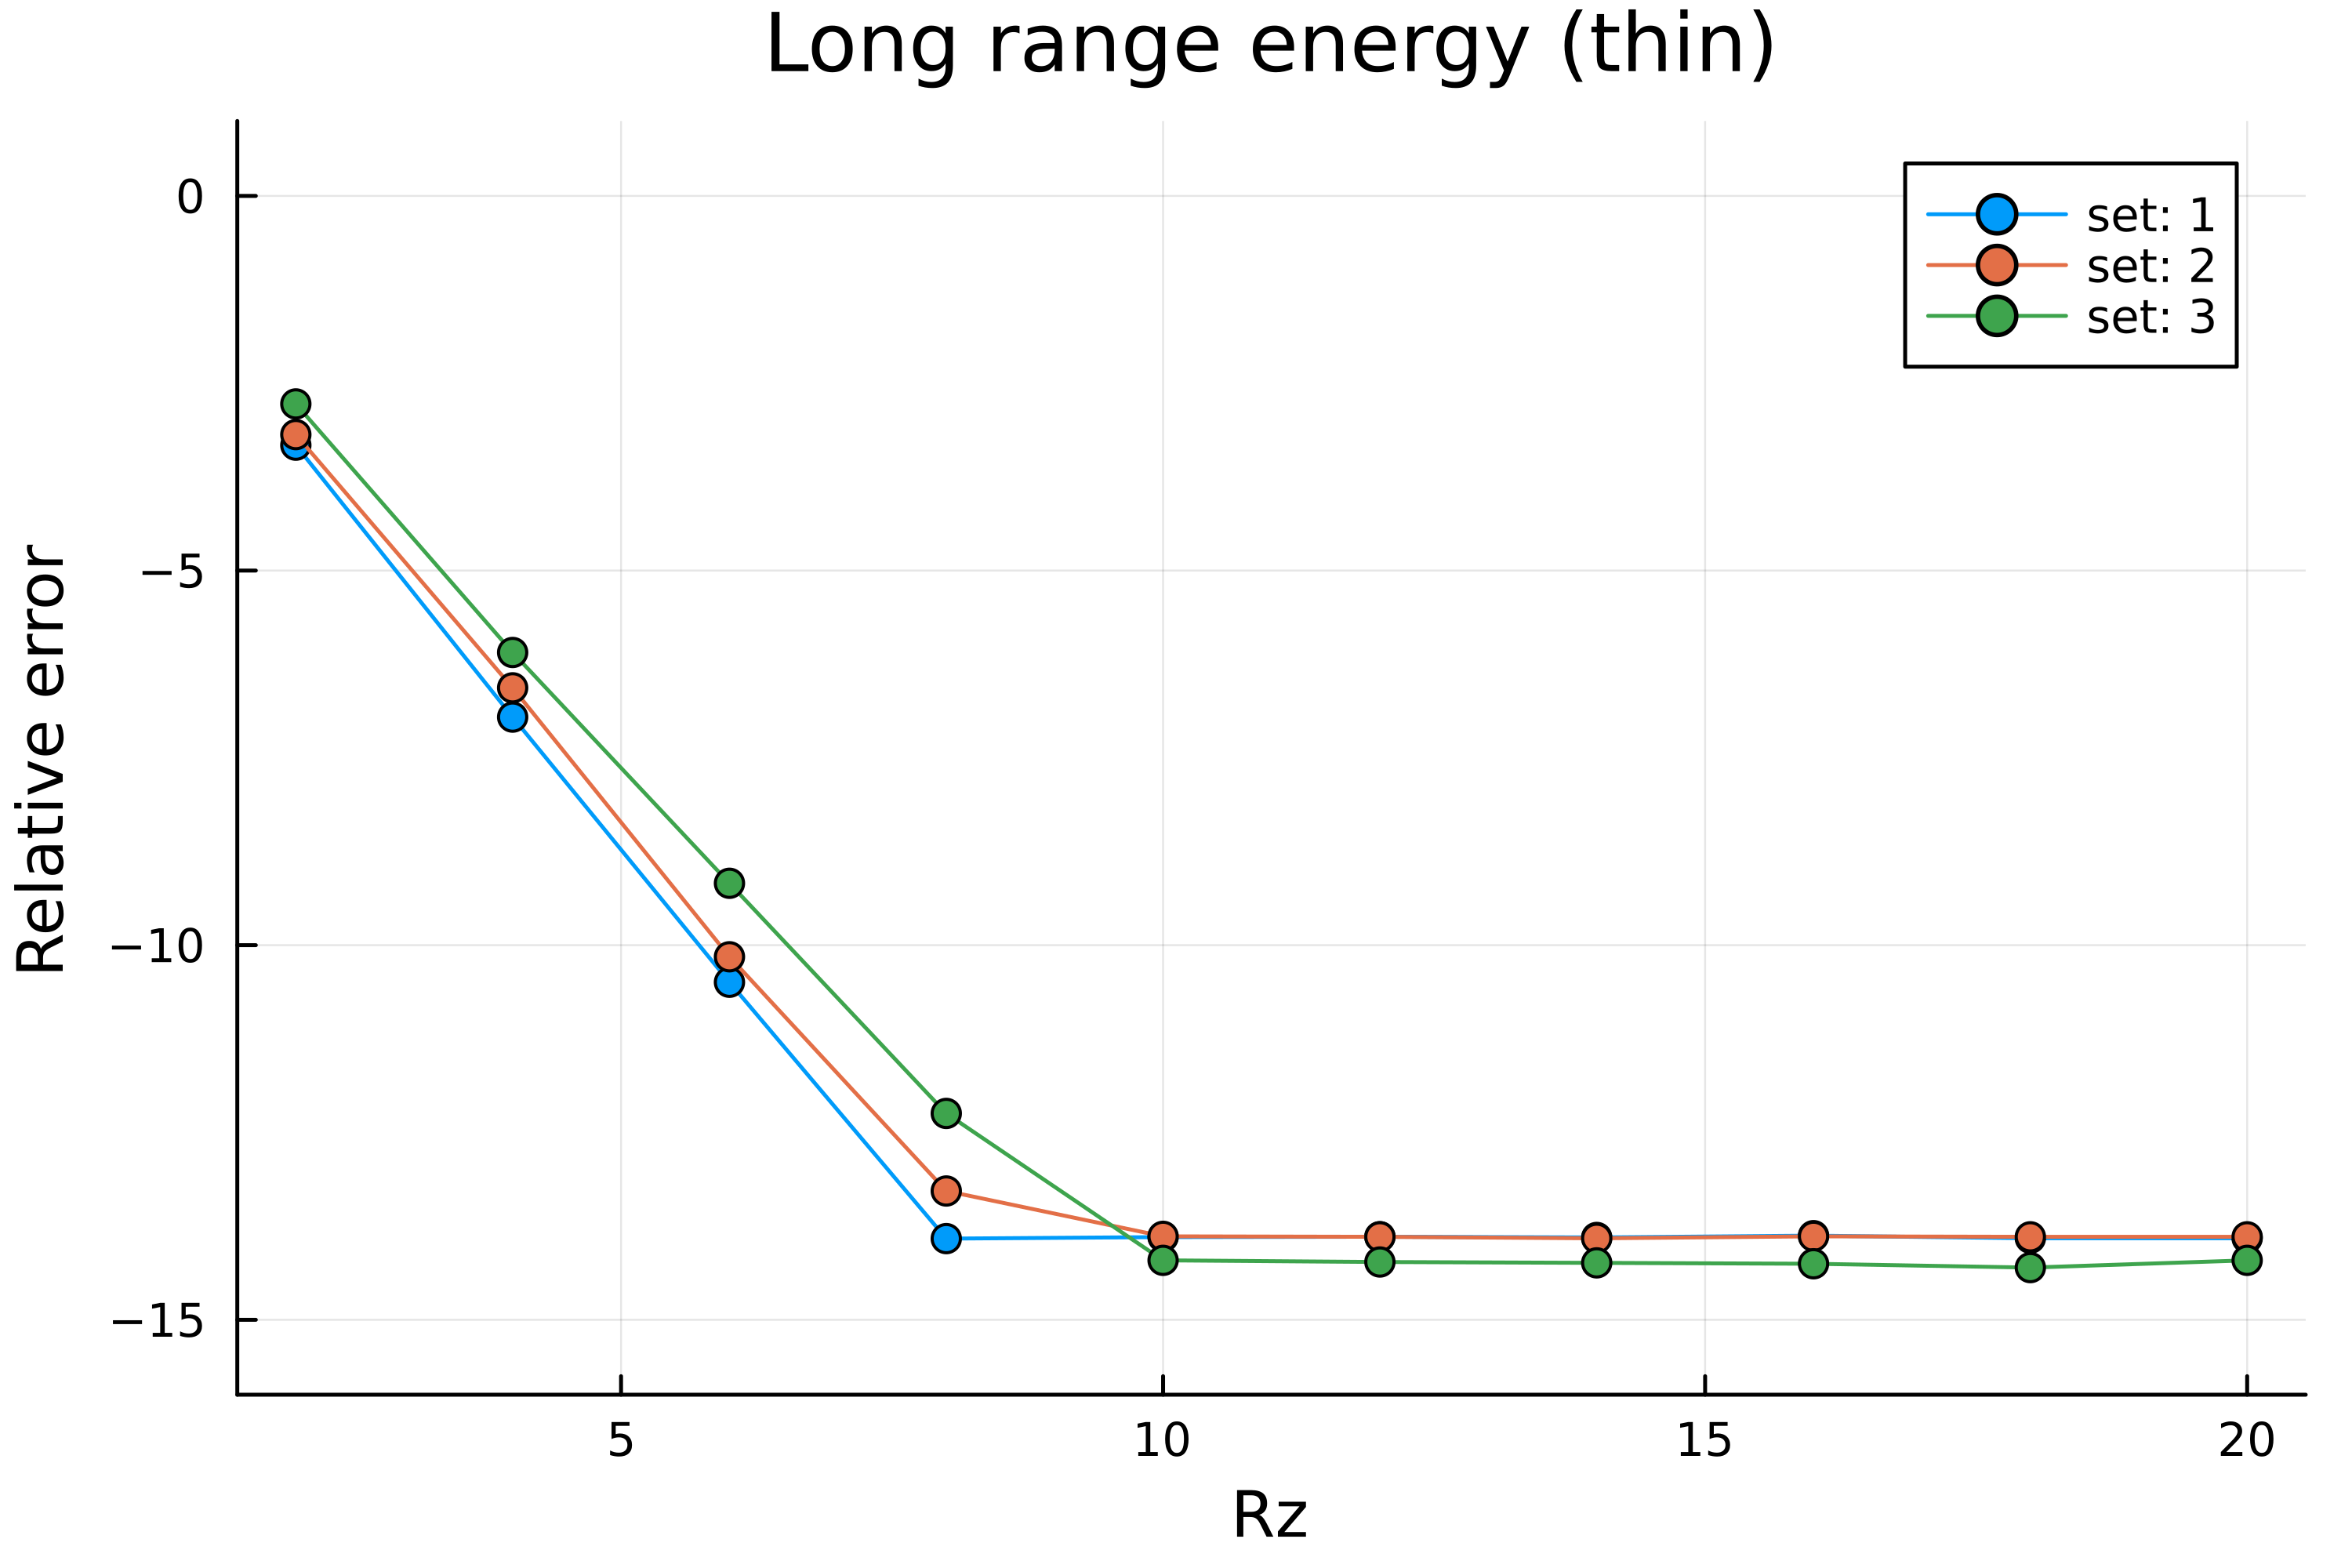 Long range energy (thin)
set: 1
set: 2
set: 3
Relative error
0
−5
−10
−15
5
10
15
20
Rz